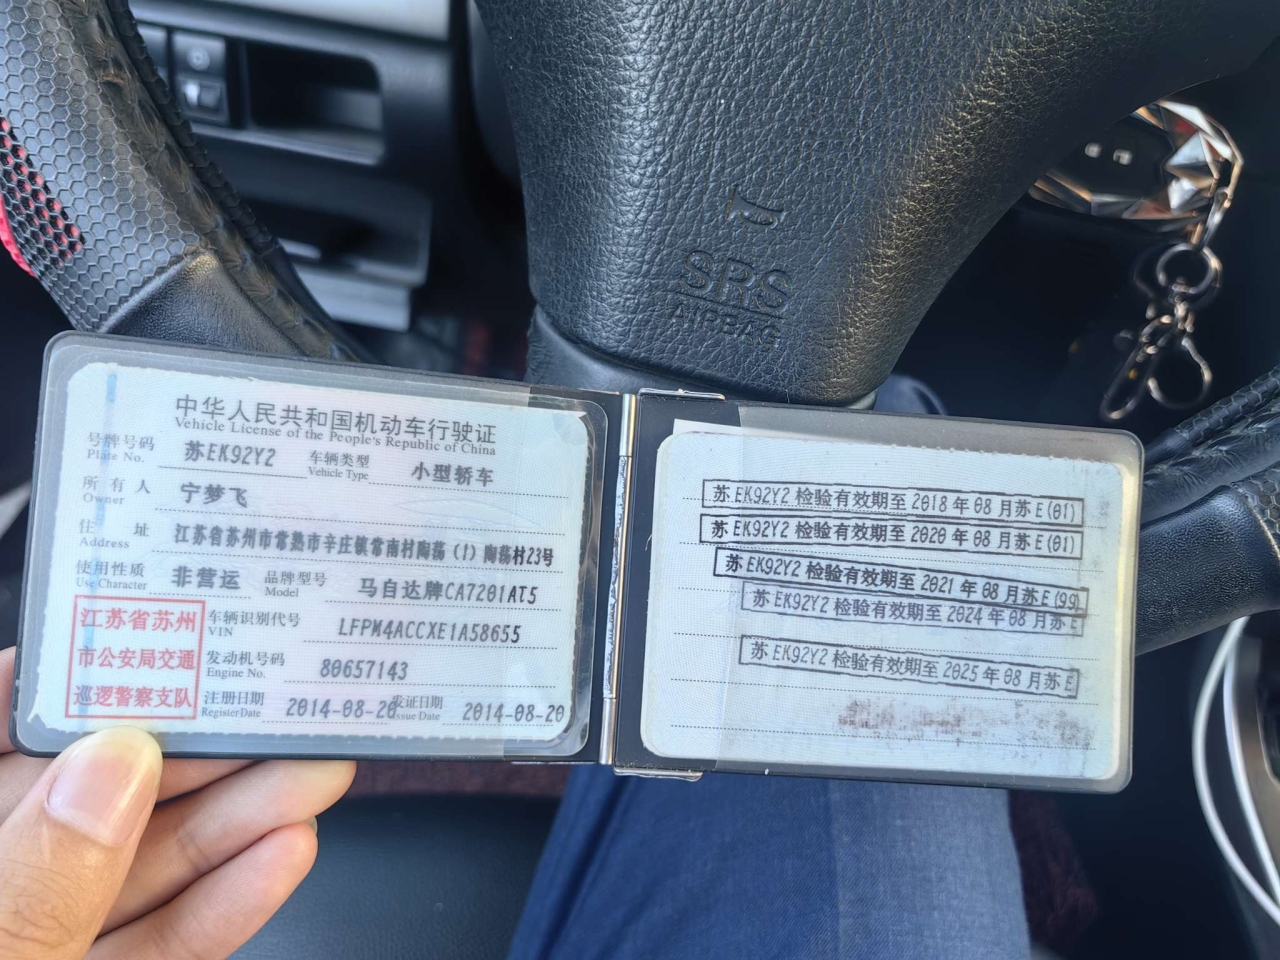 SRS
AIRBAG
中华人民共和国机动车行驶证
Vehicle License of the People's Republic of China
号牌号码 苏EK92Y2 车辆类型 小型轿车
Plate No. Vehicle Type
所有人 宁梦飞
Owner
住址 江苏省苏州市常熟市辛庄镇常南村陶荡(1)陶荡村23号
Address
使用性质 非营运 品牌型号 马自达牌CA7201AT5
Use Character Model
江苏省苏州
市公安局交通
巡逻警察支队
车辆识别代号 LFPM4ACCXE1A58655
VIN
发动机号码 80657143
Engine No.
注册日期 2014-08-20 发证日期 2014-08-20
Register Date Issue Date
苏EK92Y2 检验有效期至2018年08月苏E(01)
苏EK92Y2 检验有效期至2020年08月苏E(01)
苏EK92Y2 检验有效期至2021年08月苏E(99)
苏EK92Y2 检验有效期至2024年08月苏E
苏EK92Y2 检验有效期至2025年08月苏E